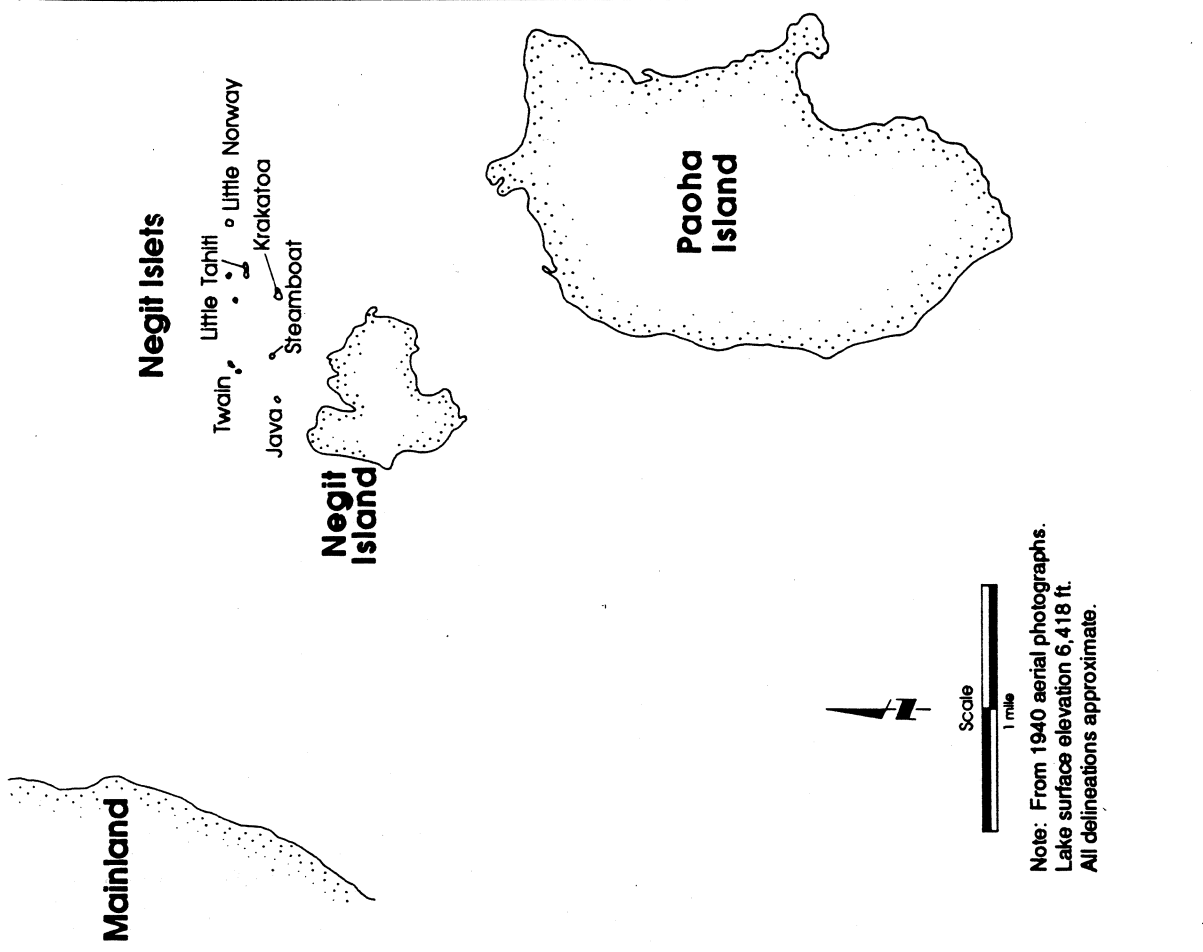 Mainland
Negit Islets
Twain
Little Tahiti
Little Norway
Java
Steamboat
Krakatoa
Negit
Island
Paoha
Island
N
Scale
1 mile
Note: From 1940 aerial photographs.
Lake surface elevation 6,418 ft.
All delineations approximate.